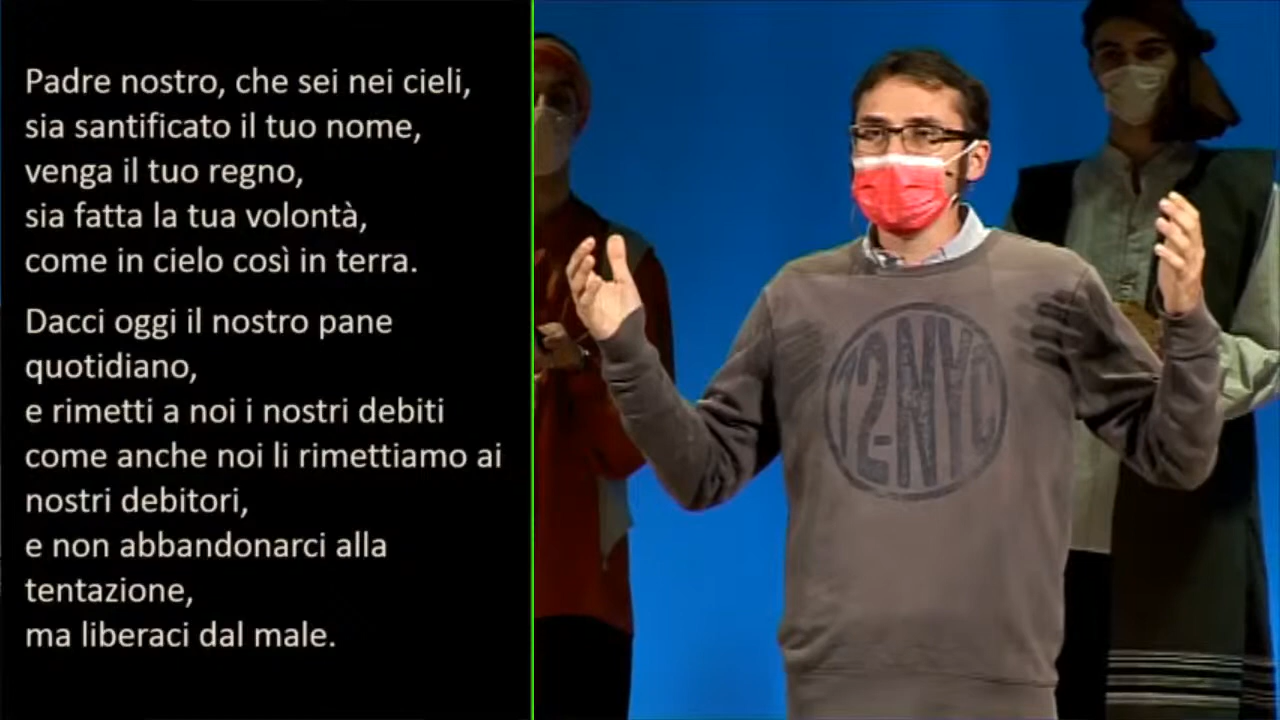 Padre nostro, che sei nei cieli,
sia santificato il tuo nome,
venga il tuo regno,
sia fatta la tua volontà,
come in cielo così in terra.
Dacci oggi il nostro pane
quotidiano,
e rimetti a noi i nostri debiti
come anche noi li rimettiamo ai
nostri debitori,
e non abbandonarci alla
tentazione,
ma liberaci dal male.
72-NYC